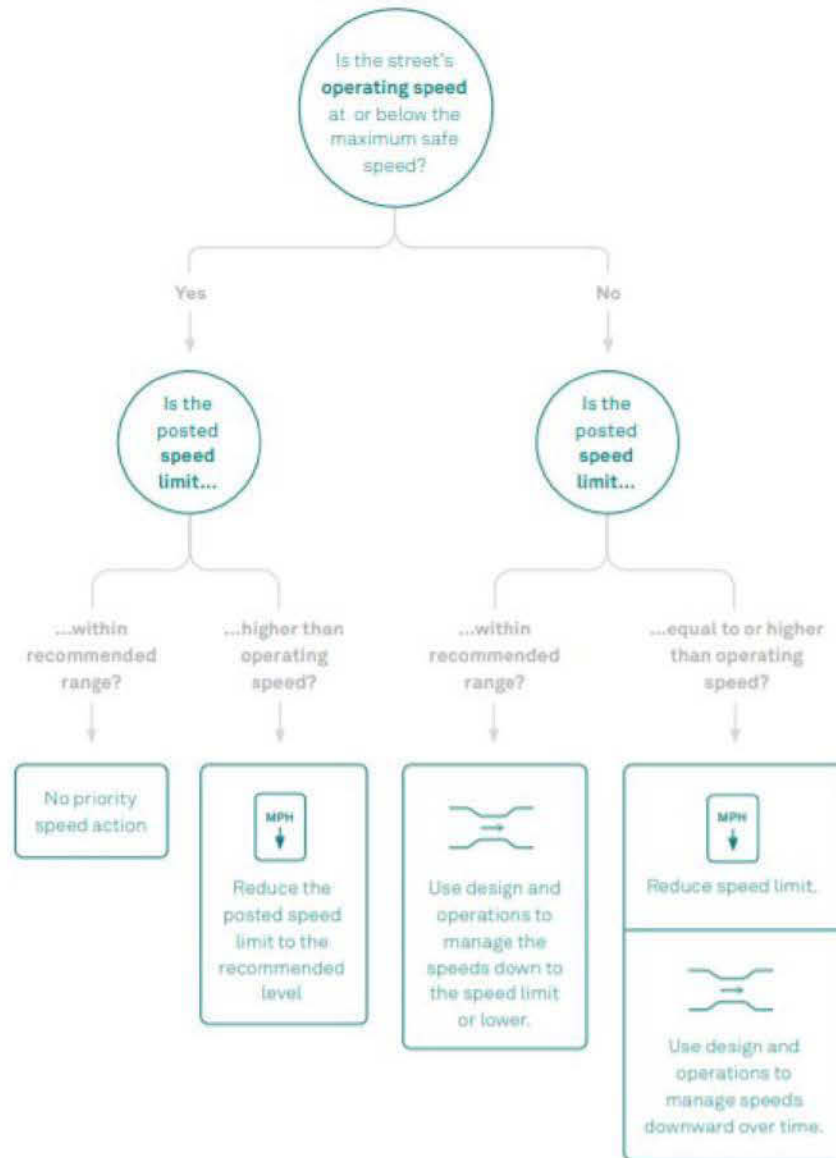 Is the street's
operating speed
at or below the
maximum safe
speed?
Yes
No
Is the
posted
speed
limit...
Is the
posted
speed
limit...
...within
recommended
range?
...higher than
operating
speed?
...within
recommended
range?
...equal to or higher
than operating
speed?
No priority
speed action
MPH
Reduce the
posted speed
limit to the
recommended
level
Use design and
operations to
manage the
speeds down to
the speed limit
or lower.
MPH
Reduce speed limit.
Use design and
operations to
manage speeds
downward over time.